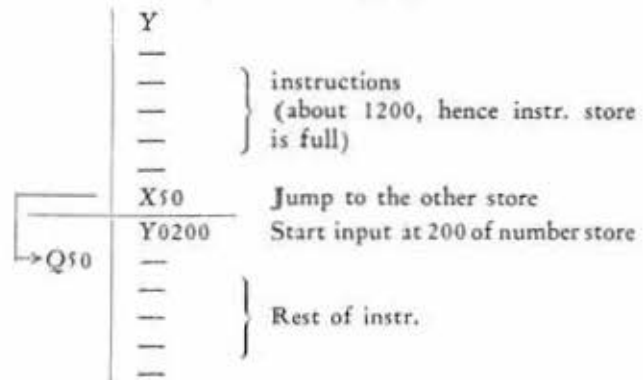 Y
—
— instructions
— (about 1200, hence instr. store
— is full)
—
X50 Jump to the other store
Y0200 Start input at 200 of number store
Q50 —
—
— Rest of instr.
—
—